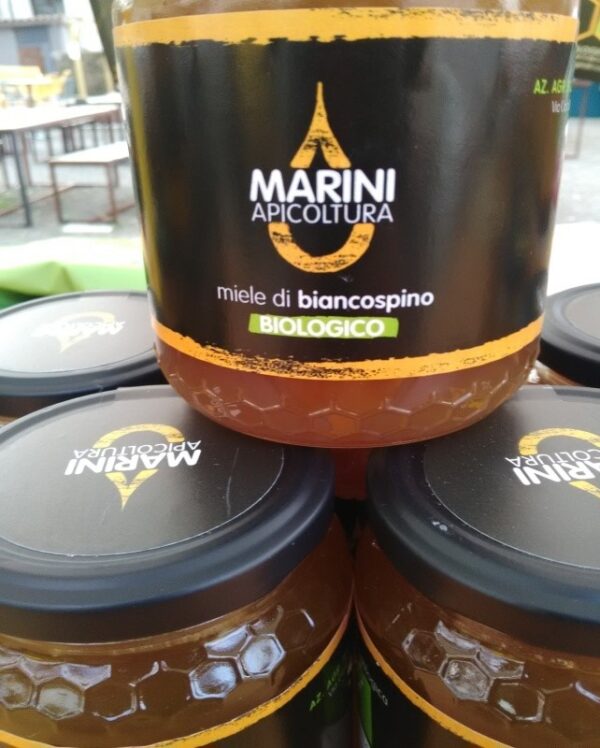 AZ. AG
MARINI
APICOLTURA
miele di biancospino
BIOLOGICO
MARINI
APICOLTURA
MARINI
APICOLTURA